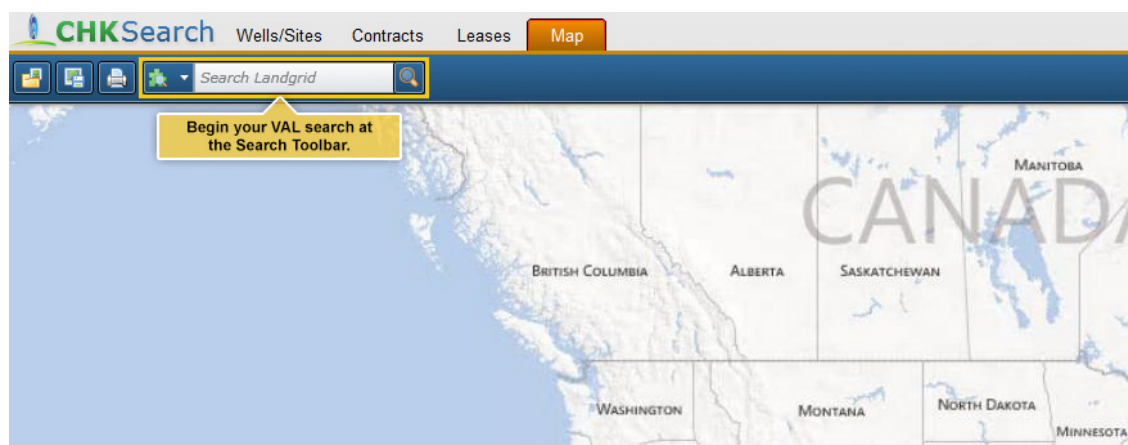 CHKSearch Wells/Sites Contracts Leases Map
Search Landgrid
Begin your VAL search at
the Search Toolbar.
MANITOBA
CANADA
BRITISH COLUMBIA ALBERTA SASKATCHEWAN
WASHINGTON MONTANA NORTH DAKOTA
MINNESOTA